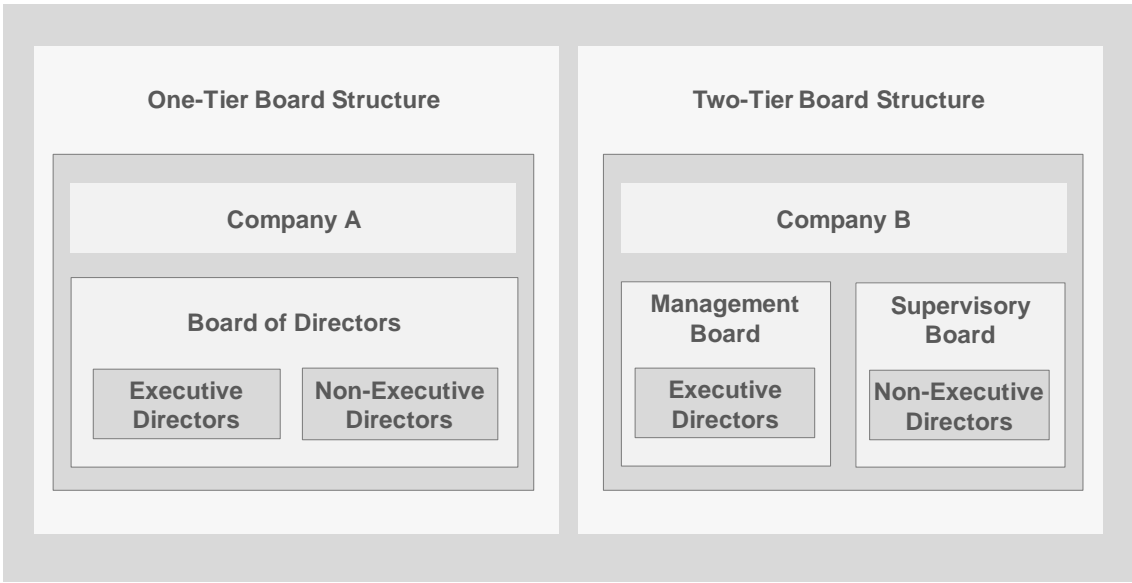 One-Tier Board Structure
Company A
Board of Directors
Executive
Directors
Non-Executive
Directors
Two-Tier Board Structure
Company B
Management
Board
Executive
Directors
Supervisory
Board
Non-Executive
Directors